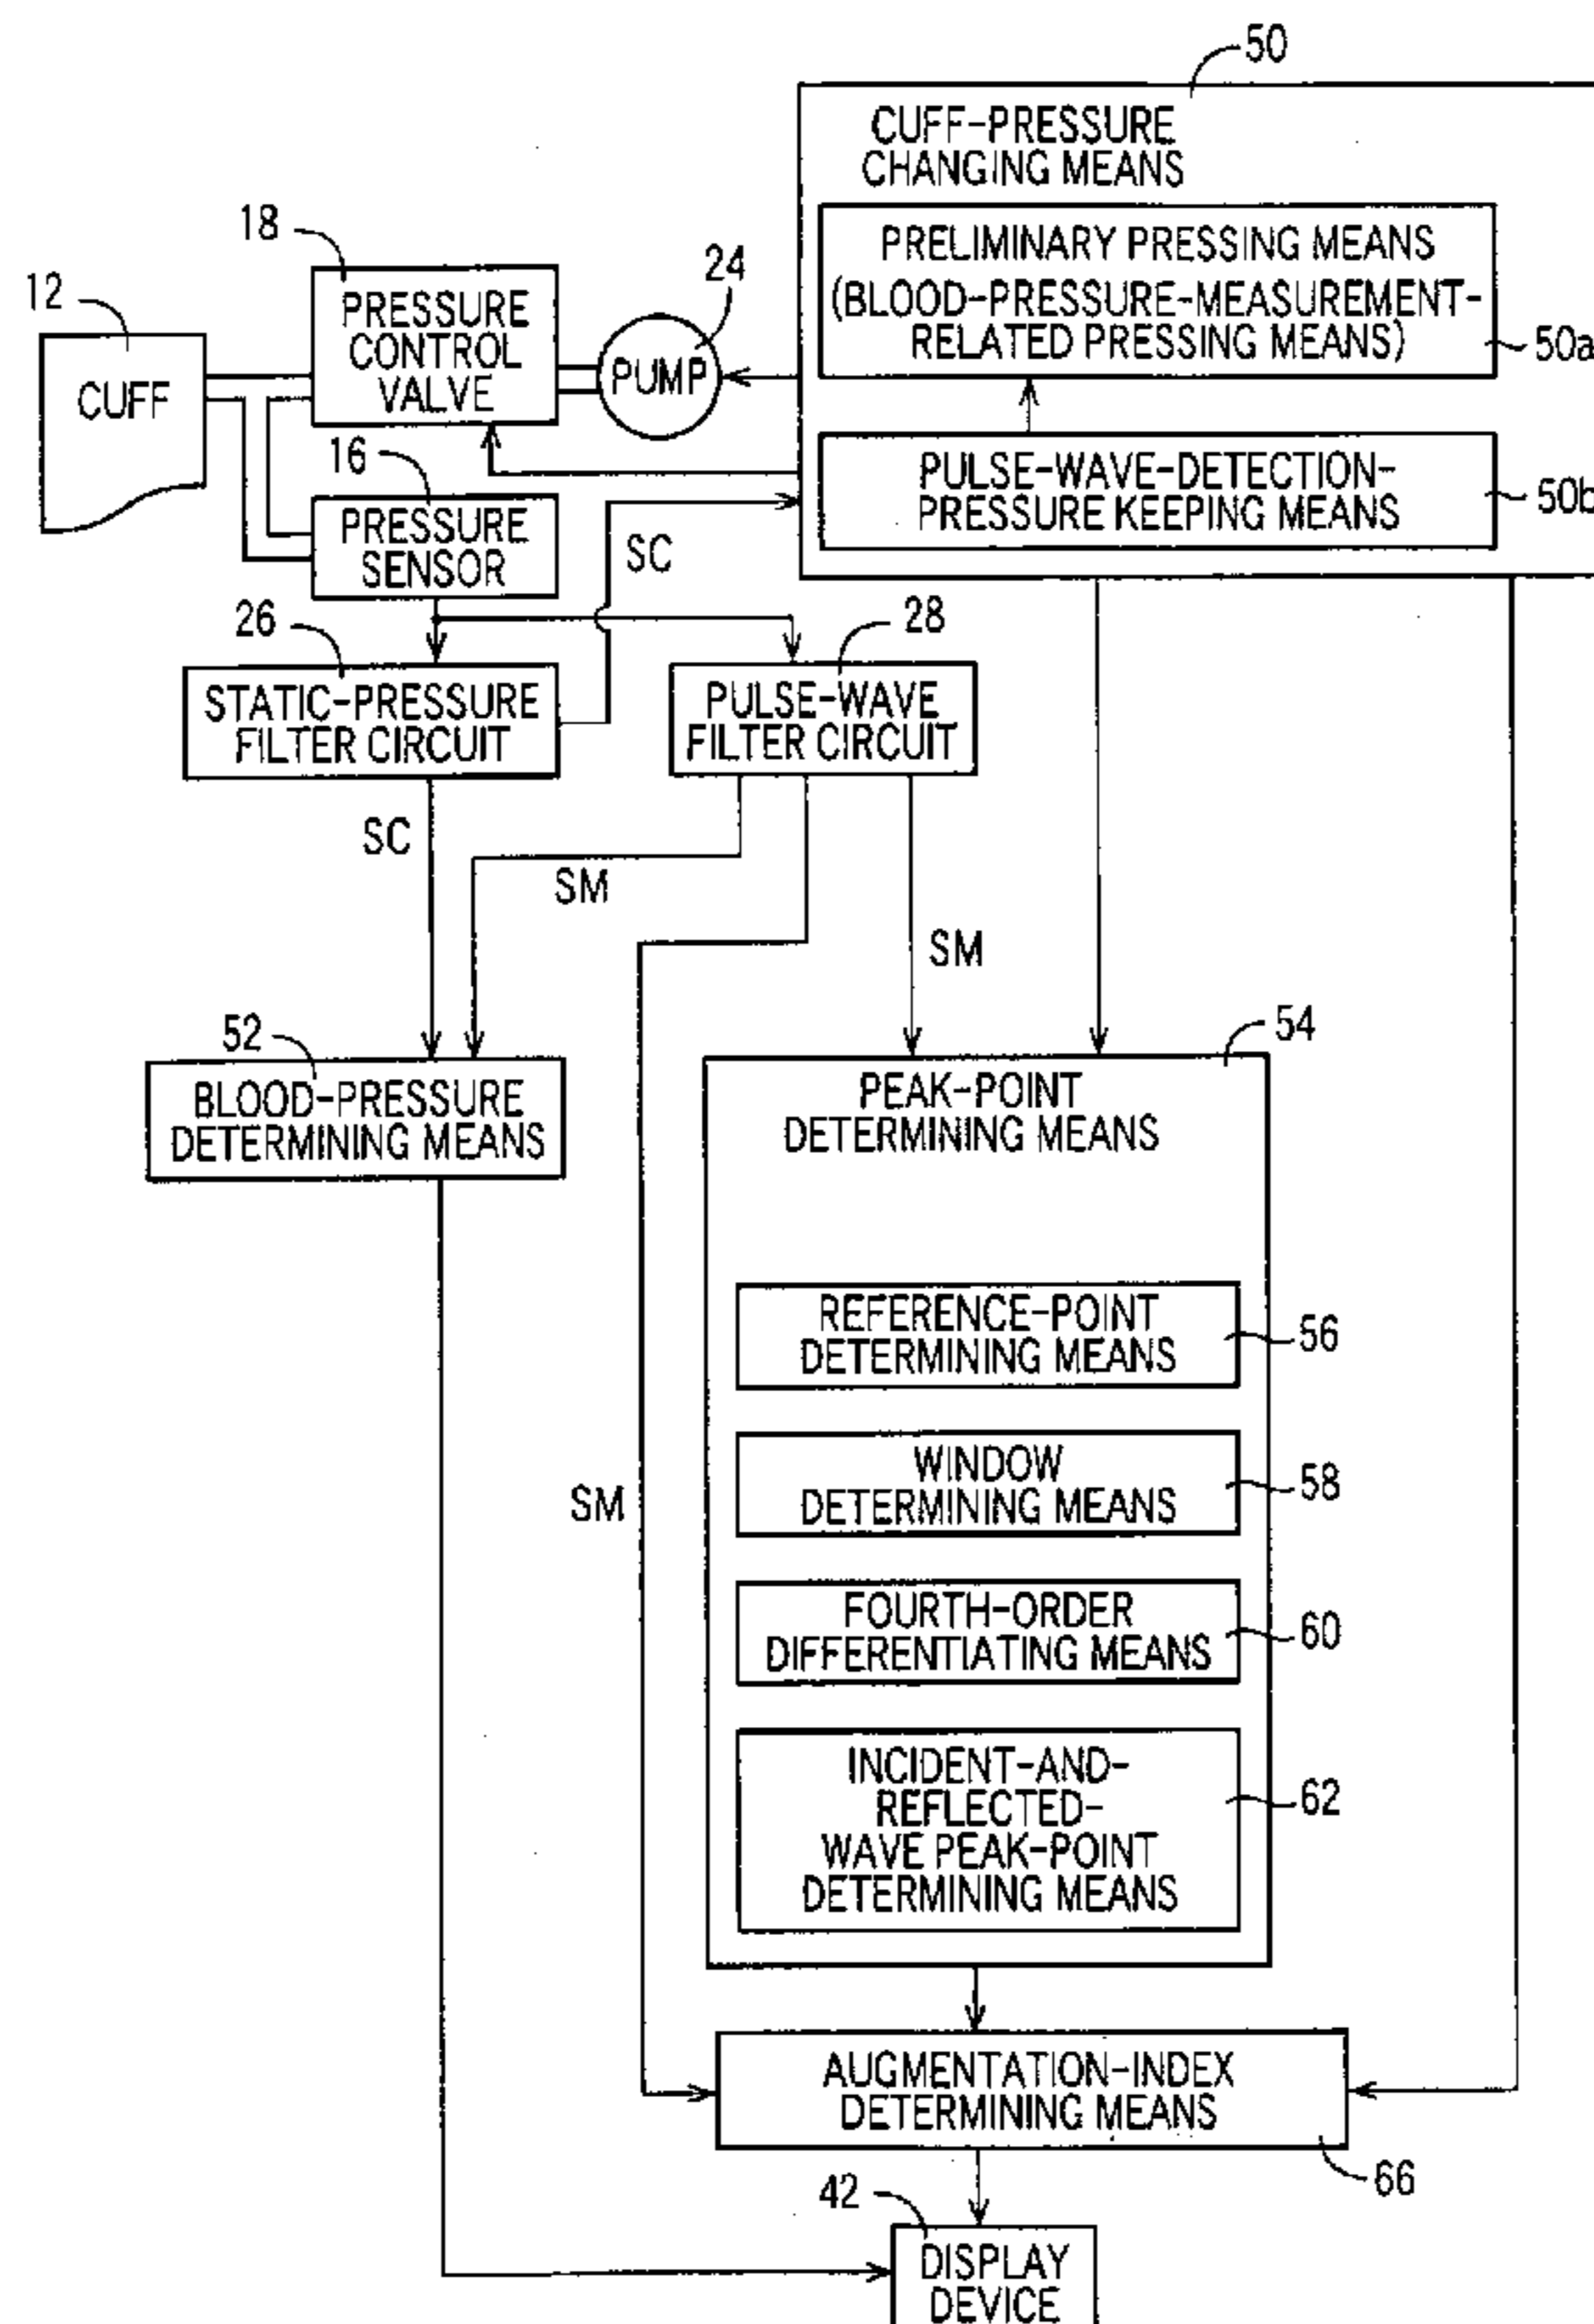 50
CUFF-PRESSURE
CHANGING MEANS
PRELIMINARY PRESSING MEANS
(BLOOD-PRESSURE-MEASUREMENT-
RELATED PRESSING MEANS)
50a
PULSE-WAVE-DETECTION-
PRESSURE KEEPING MEANS
50b
18
PRESSURE
CONTROL
VALVE
24
PUMP
12
CUFF
16
PRESSURE
SENSOR
SC
26
STATIC-PRESSURE
FILTER CIRCUIT
28
PULSE-WAVE
FILTER CIRCUIT
SC
SM
SM
52
BLOOD-PRESSURE
DETERMINING MEANS
54
PEAK-POINT
DETERMINING MEANS
REFERENCE-POINT
DETERMINING MEANS
56
WINDOW
DETERMINING MEANS
58
SM
FOURTH-ORDER
DIFFERENTIATING MEANS
60
INCIDENT-AND-
REFLECTED-
WAVE PEAK-POINT
DETERMINING MEANS
62
AUGMENTATION-INDEX
DETERMINING MEANS
66
42
DISPLAY
DEVICE